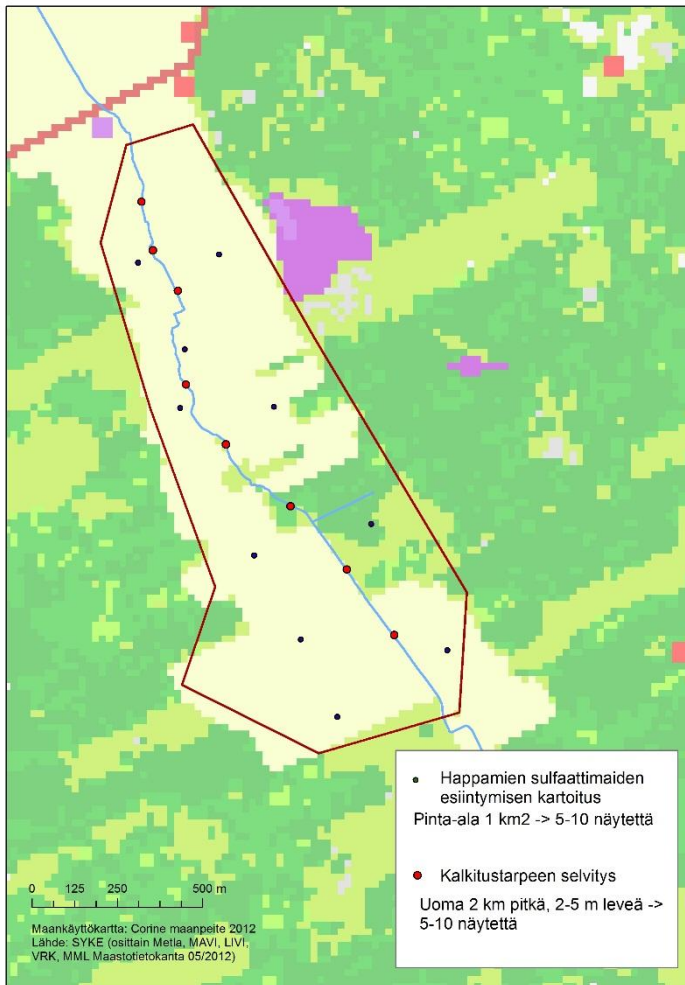 Happamien sulfaattimaiden
esiintymisen kartoitus
Pinta-ala 1 km2 -> 5-10 näytettä
Kalkitustarpeen selvitys
Uoma 2 km pitkä, 2-5 m leveä ->
5-10 näytettä
0 125 250 500 m
Maankäyttökartta: Corine maanpeite 2012
Lähde: SYKE (osittain Metla, MAVI, LIVI,
VRK, MML Maastotietokanta 05/2012)